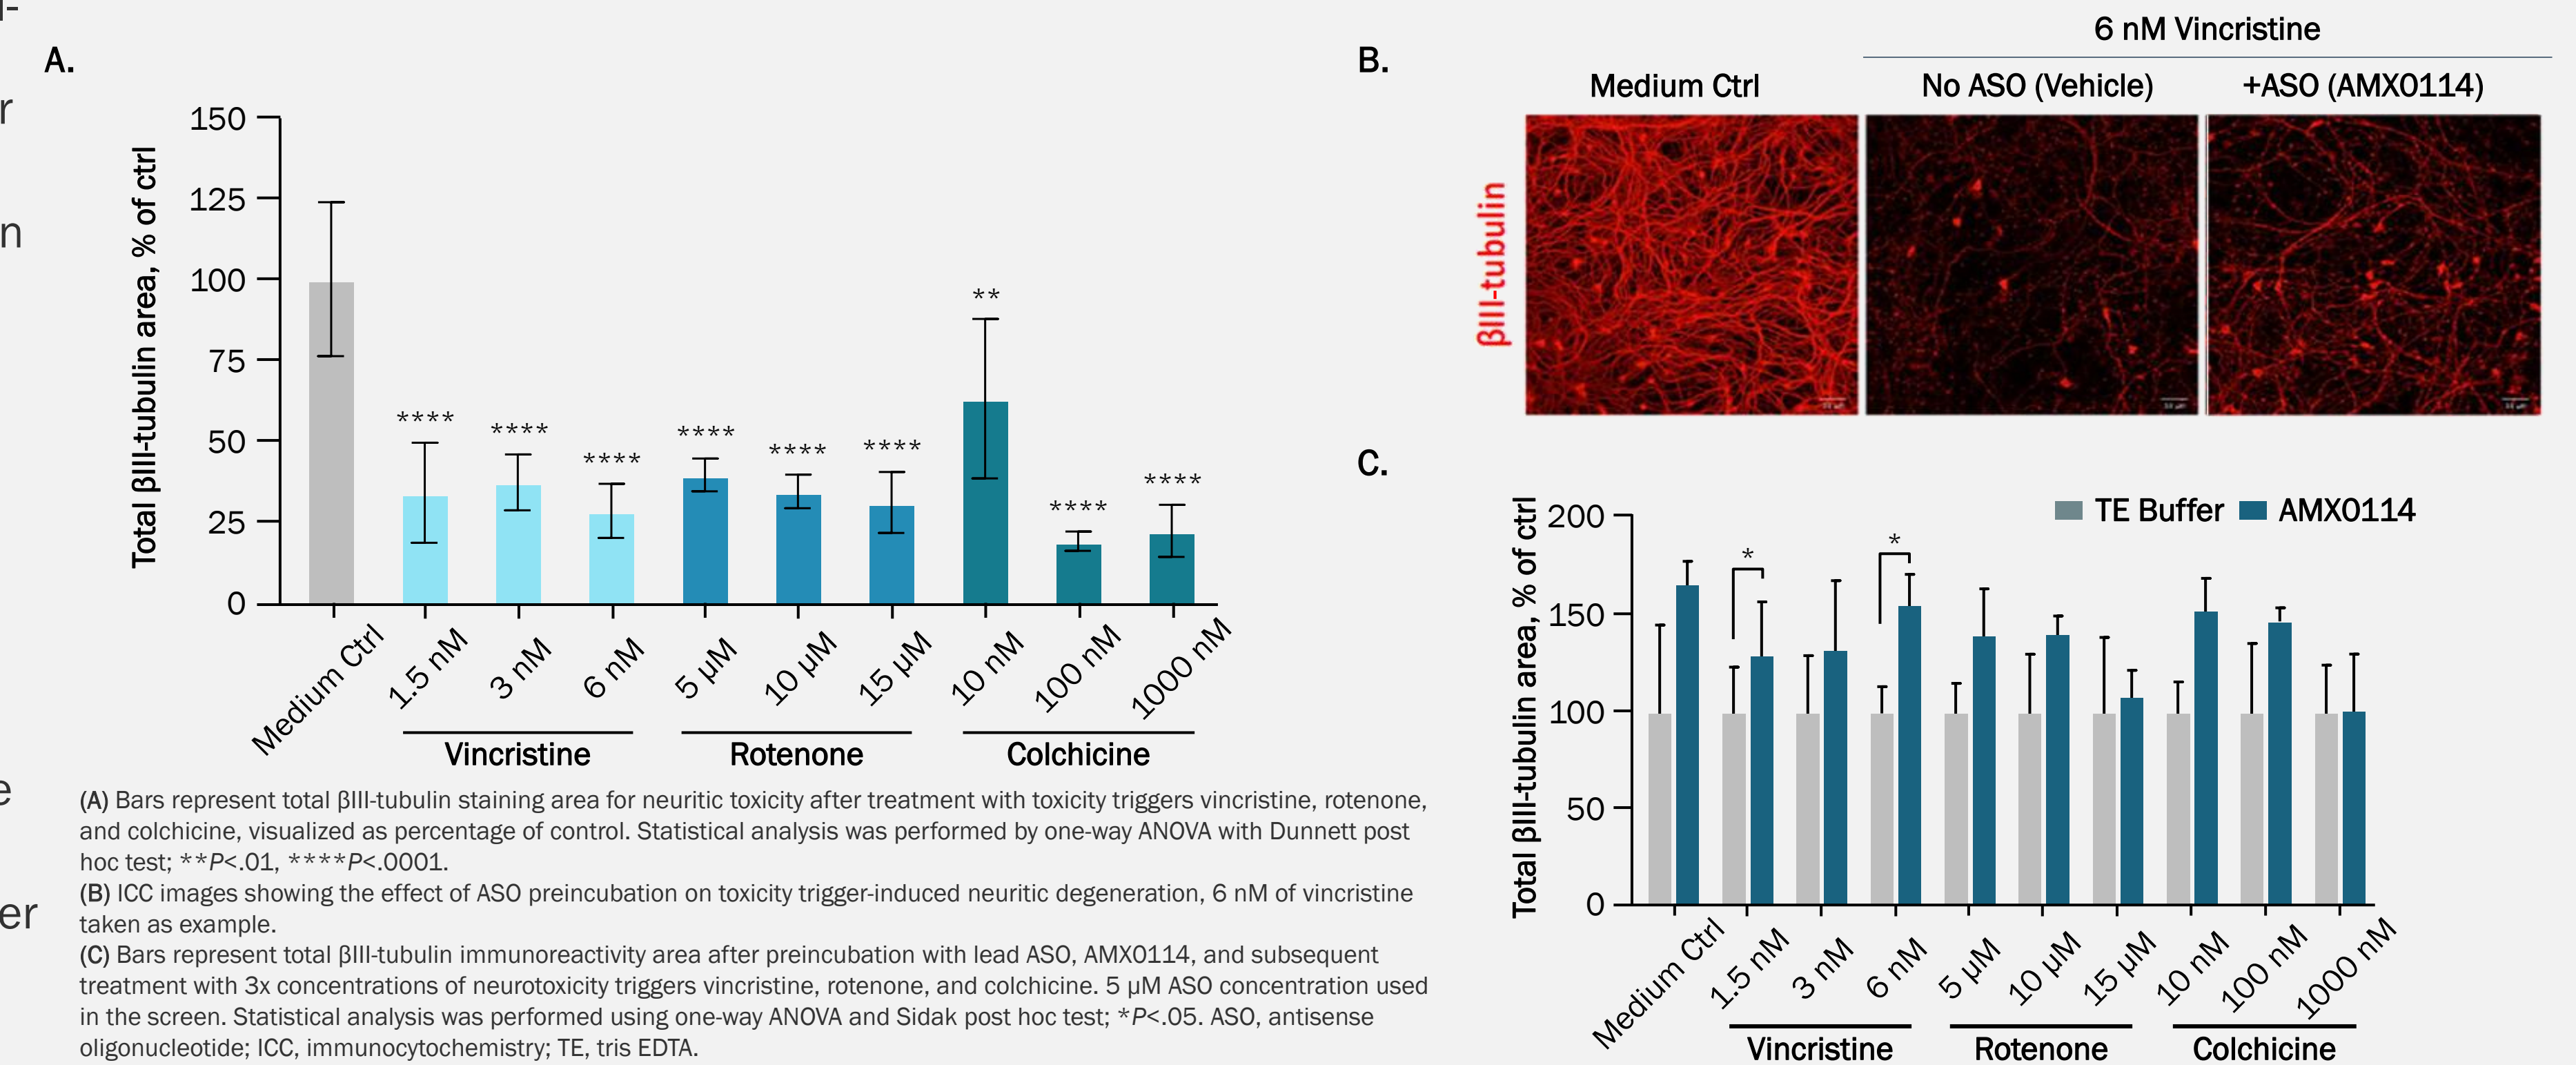 l-
r
n
e
er
A.
Total βIII-tubulin area, % of ctrl
150
125
100
75
50
25
0
****
****
****
****
****
****
**
****
****
Medium Ctrl
1.5 nM
3 nM
6 nM
5 µM
10 µM
15 µM
10 nM
100 nM
1000 nM
Vincristine
Rotenone
Colchicine
(A) Bars represent total βIII-tubulin staining area for neuritic toxicity after treatment with toxicity triggers vincristine, rotenone,
and colchicine, visualized as percentage of control. Statistical analysis was performed by one-way ANOVA with Dunnett post
hoc test; **P<.01, ****P<.0001.
(B) ICC images showing the effect of ASO preincubation on toxicity trigger-induced neuritic degeneration, 6 nM of vincristine
taken as example.
(C) Bars represent total βIII-tubulin immunoreactivity area after preincubation with lead ASO, AMX0114, and subsequent
treatment with 3x concentrations of neurotoxicity triggers vincristine, rotenone, and colchicine. 5 µM ASO concentration used
in the screen. Statistical analysis was performed using one-way ANOVA and Sidak post hoc test; *P<.05. ASO, antisense
oligonucleotide; ICC, immunocytochemistry; TE, tris EDTA.
B.
6 nM Vincristine
Medium Ctrl
No ASO (Vehicle)
+ASO (AMX0114)
βIII-tubulin
C.
TE Buffer
AMX0114
Total βIII-tubulin area, % of ctrl
200
150
100
50
0
*
*
Medium Ctrl
1.5 nM
3 nM
6 nM
5 µM
10 µM
15 µM
10 nM
100 nM
1000 nM
Vincristine
Rotenone
Colchicine